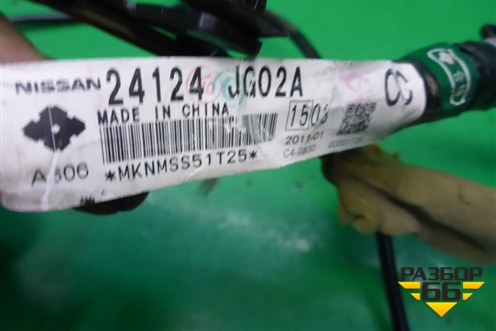 NISSAN 24124 JG02A
MADE IN CHINA
1503
2011-01
A306
*MKNMSS51T25*
РАЗБОР
66